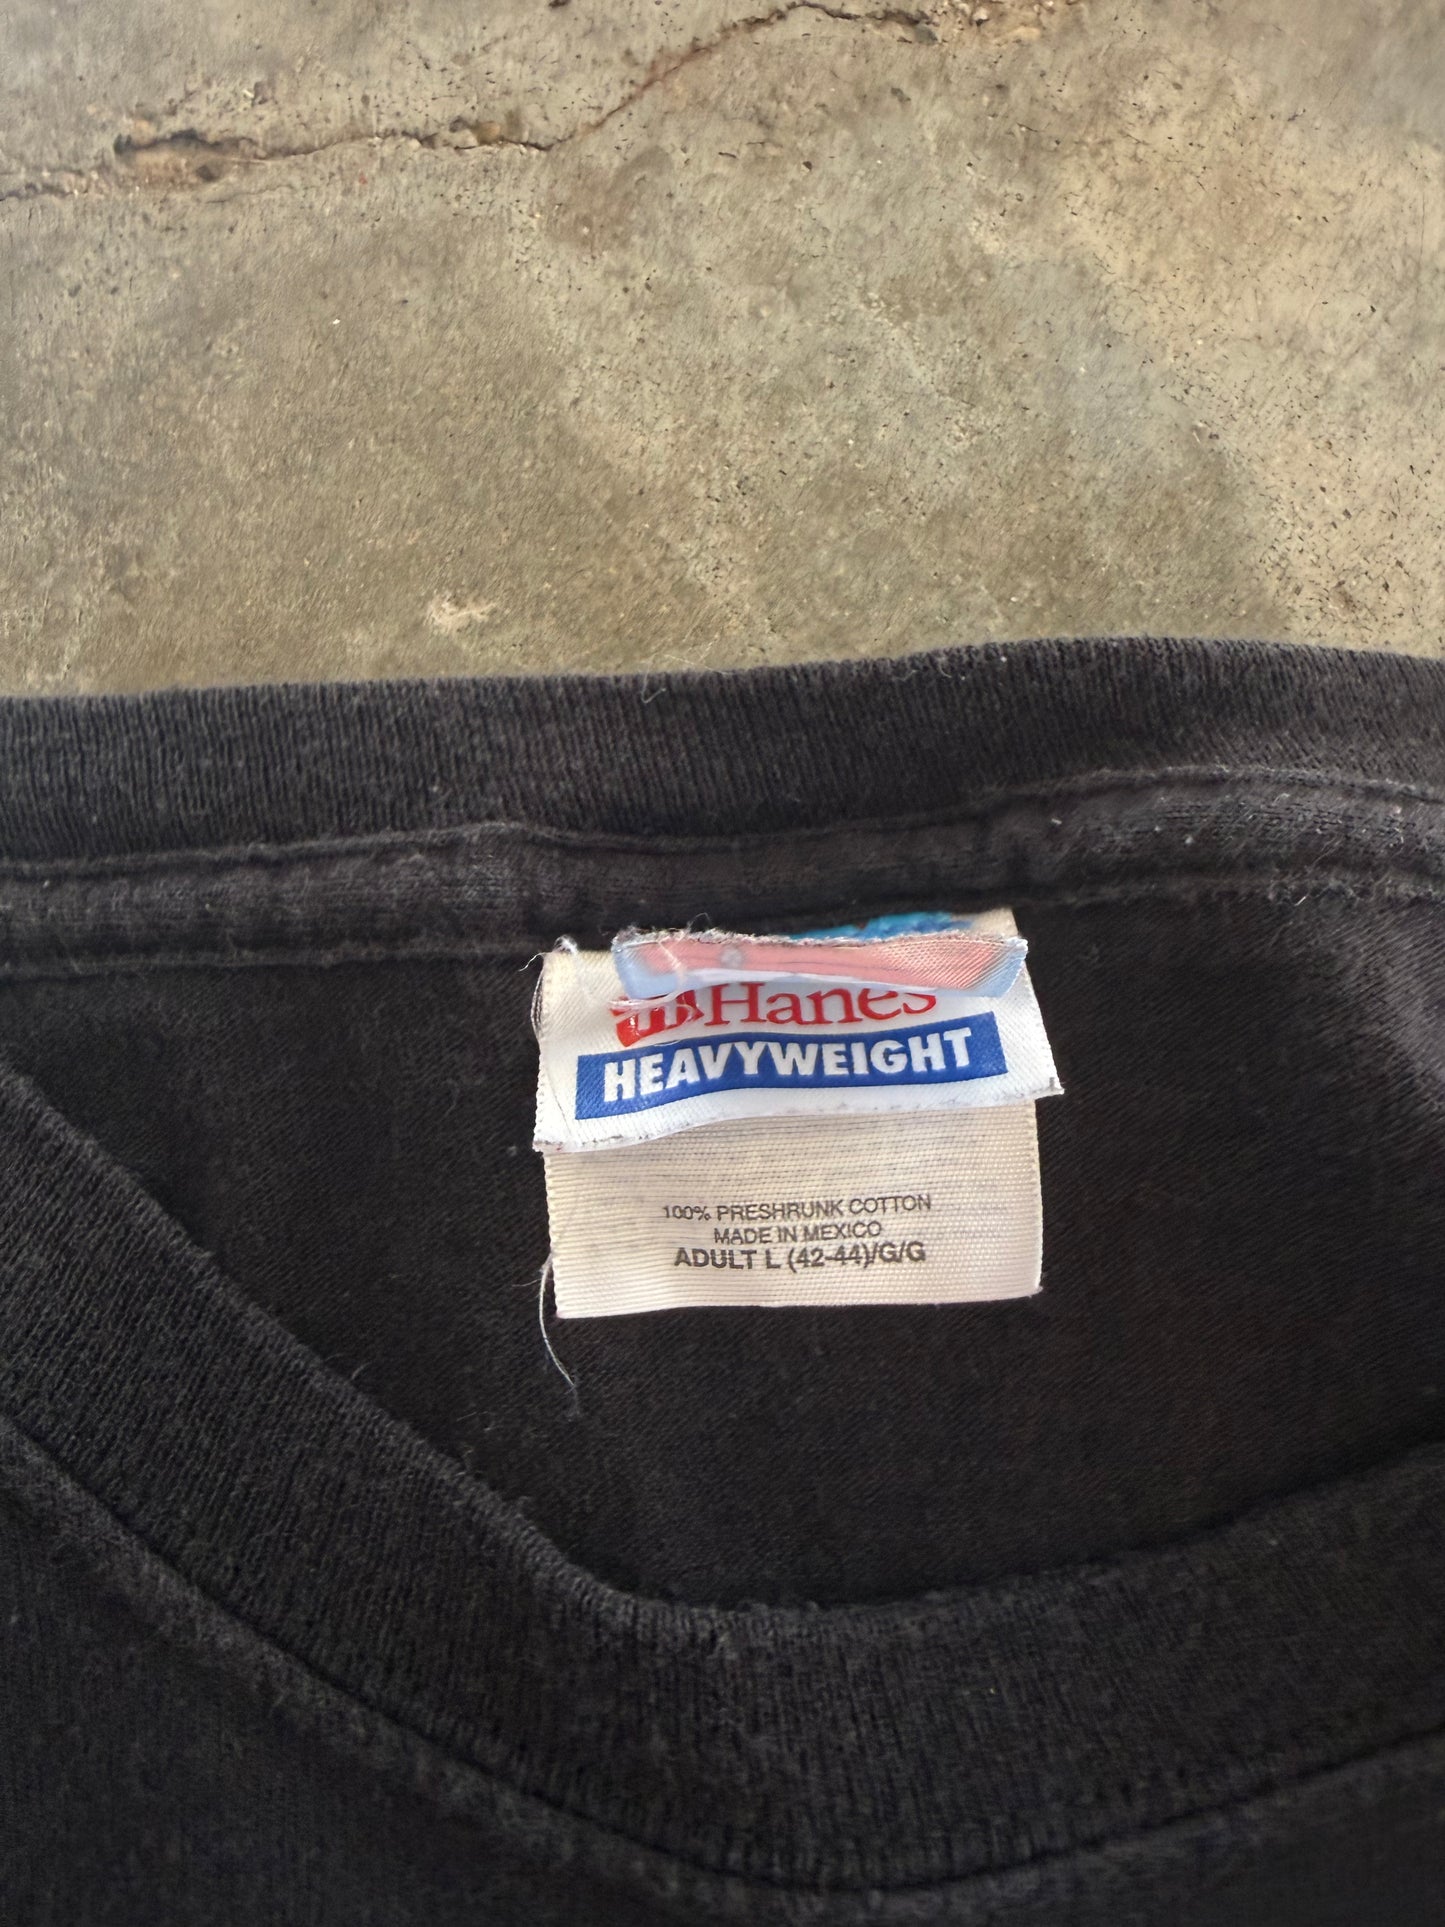 Hanes
HEAVYWEIGHT
100% PRESHRUNK COTTON
MADE IN MEXICO
ADULT L (42-44)/G/G